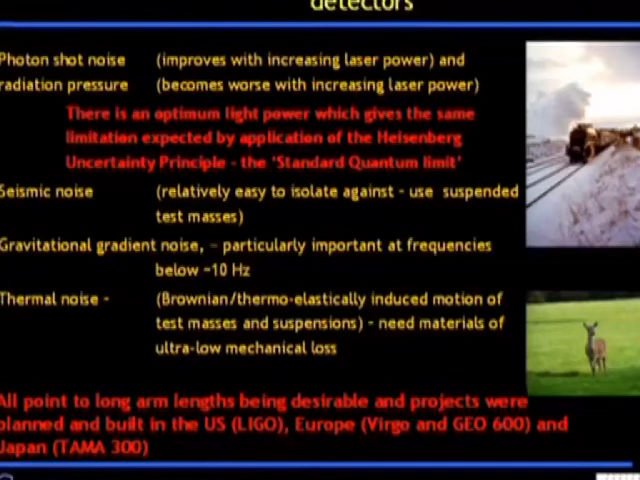 detectors
Photon shot noise (improves with increasing laser power) and
radiation pressure (becomes worse with increasing laser power)
There is an optimum light power which gives the same
limitation expected by application of the Heisenberg
Uncertainty Principle - the 'Standard Quantum limit'
Seismic noise (relatively easy to isolate against - use suspended
test masses)
Gravitational gradient noise, - particularly important at frequencies
below ~10 Hz
Thermal noise - (Brownian/thermo-elastically induced motion of
test masses and suspensions) - need materials of
ultra-low mechanical loss
All point to long arm lengths being desirable and projects were
planned and built in the US (LIGO), Europe (Virgo and GEO 600) and
Japan (TAMA 300)